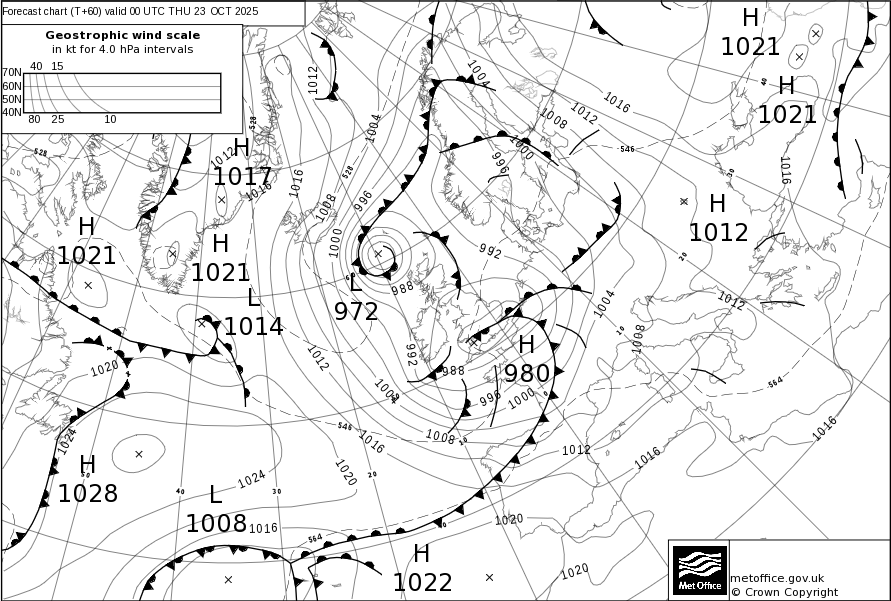 Forecast chart (T+60) valid 00 UTC THU 23 OCT 2025
Geostrophic wind scale
in kt for 4.0 hPa intervals
40 15
70N
60N
50N
40N
80 25 10
H
1021
H
1021
H
1017
H
1012
H
1021
H
1021
L
1014
L
972
H
980
H
1028
L
1008
H
1022
1012
1004
1016
1012
1008
1000
996
546
528
528
528
1012
1016
1016
1004
1008
996
1000
992
988
1016
1012
1004
1008
1012
992
988
996
1000
1004
1008
1020
1024
546
1016
1020
1024
1016
564
564
1012
1016
1016
1020
1020
40
30
20
10
40
30
20
10
metoffice.gov.uk
© Crown Copyright
Met Office